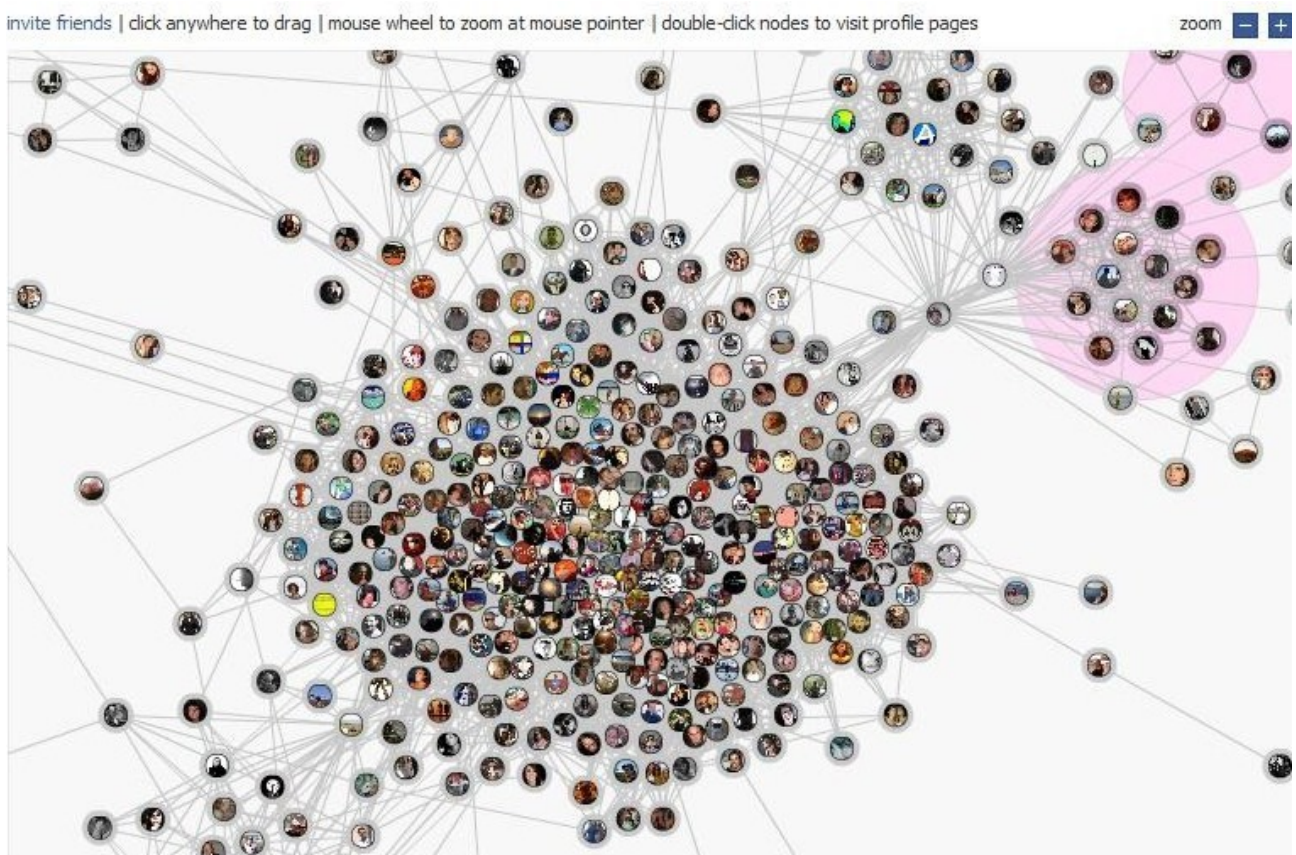 invite friends | click anywhere to drag | mouse wheel to zoom at mouse pointer | double-click nodes to visit profile pages
zoom − +
A